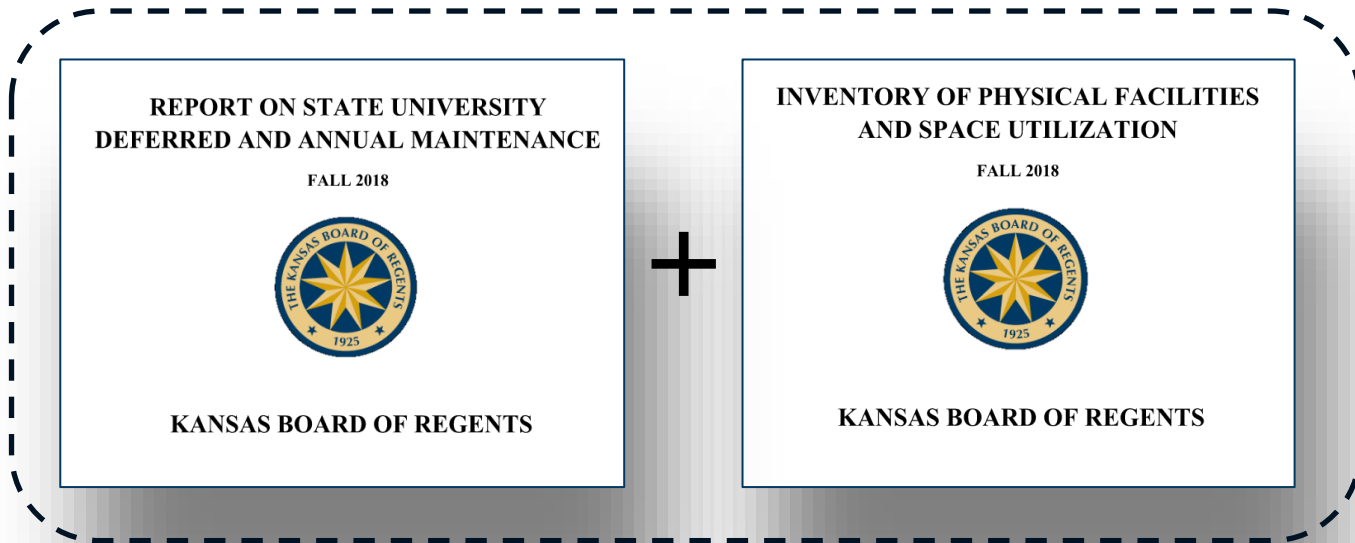 REPORT ON STATE UNIVERSITY
DEFERRED AND ANNUAL MAINTENANCE
FALL 2018
THE KANSAS BOARD OF REGENTS
1925
KANSAS BOARD OF REGENTS
+
INVENTORY OF PHYSICAL FACILITIES
AND SPACE UTILIZATION
FALL 2018
THE KANSAS BOARD OF REGENTS
1925
KANSAS BOARD OF REGENTS